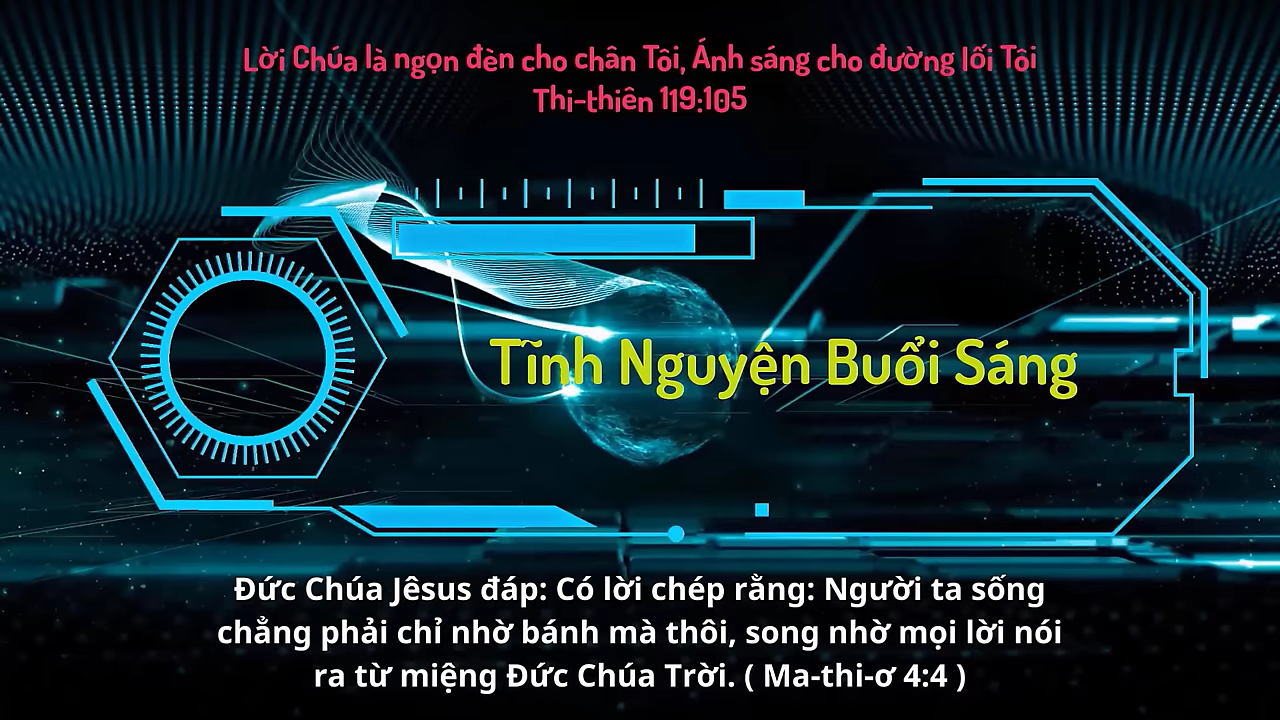 Lời Chúa là ngọn đèn cho chân Tôi, Ánh sáng cho đường lối Tôi
Thi-thiên 119:105
Tĩnh Nguyện Buổi Sáng
Đức Chúa Jêsus đáp: Có lời chép rằng: Người ta sống
chẳng phải chỉ nhờ bánh mà thôi, song nhờ mọi lời nói
ra từ miệng Đức Chúa Trời. ( Ma-thi-ơ 4:4 )